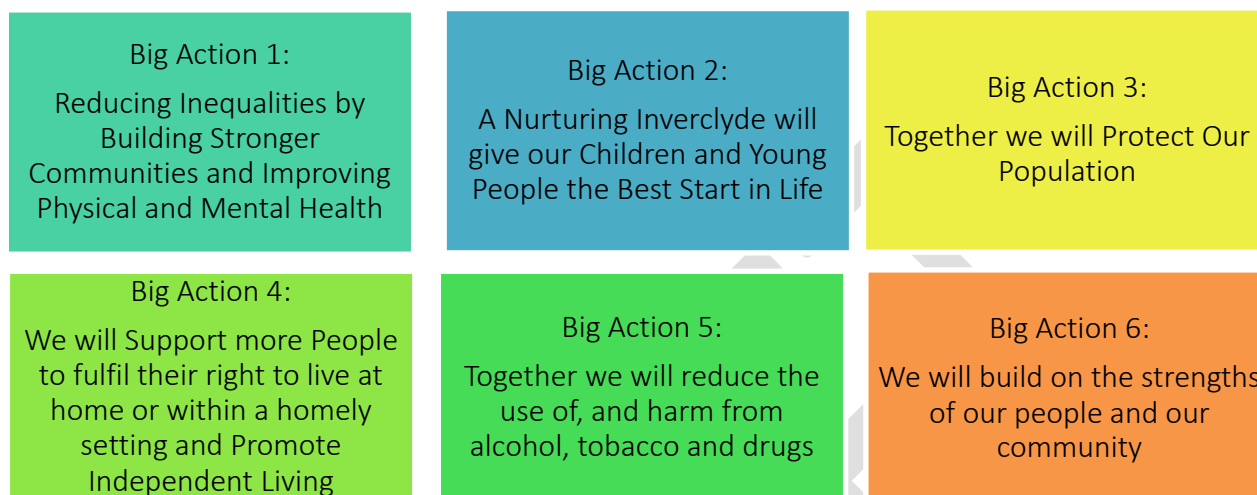 Big Action 1:
Reducing Inequalities by
Building Stronger
Communities and Improving
Physical and Mental Health
Big Action 2:
A Nurturing Inverclyde will
give our Children and Young
People the Best Start in Life
Big Action 3:
Together we will Protect Our
Population
Big Action 4:
We will Support more People
to fulfil their right to live at
home or within a homely
setting and Promote
Independent Living
Big Action 5:
Together we will reduce the
use of, and harm from
alcohol, tobacco and drugs
Big Action 6:
We will build on the strengths
of our people and our
community